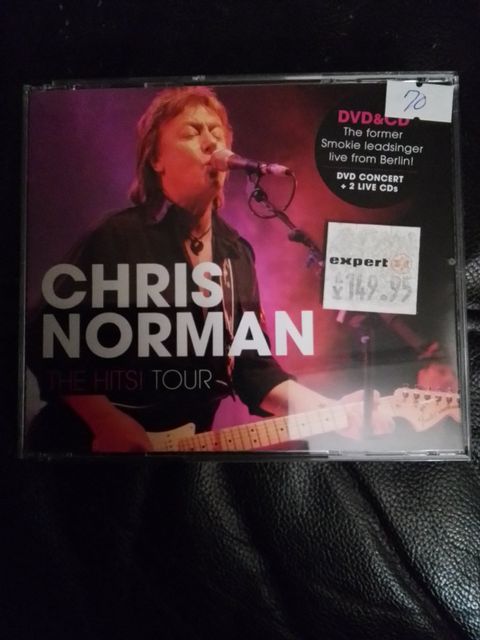 70
DVD&CD
The former
Smokie leadsinger
live from Berlin!
DVD CONCERT
+ 2 LIVE CDs
expert
149.95
CHRIS
NORMAN
THE HITS! TOUR